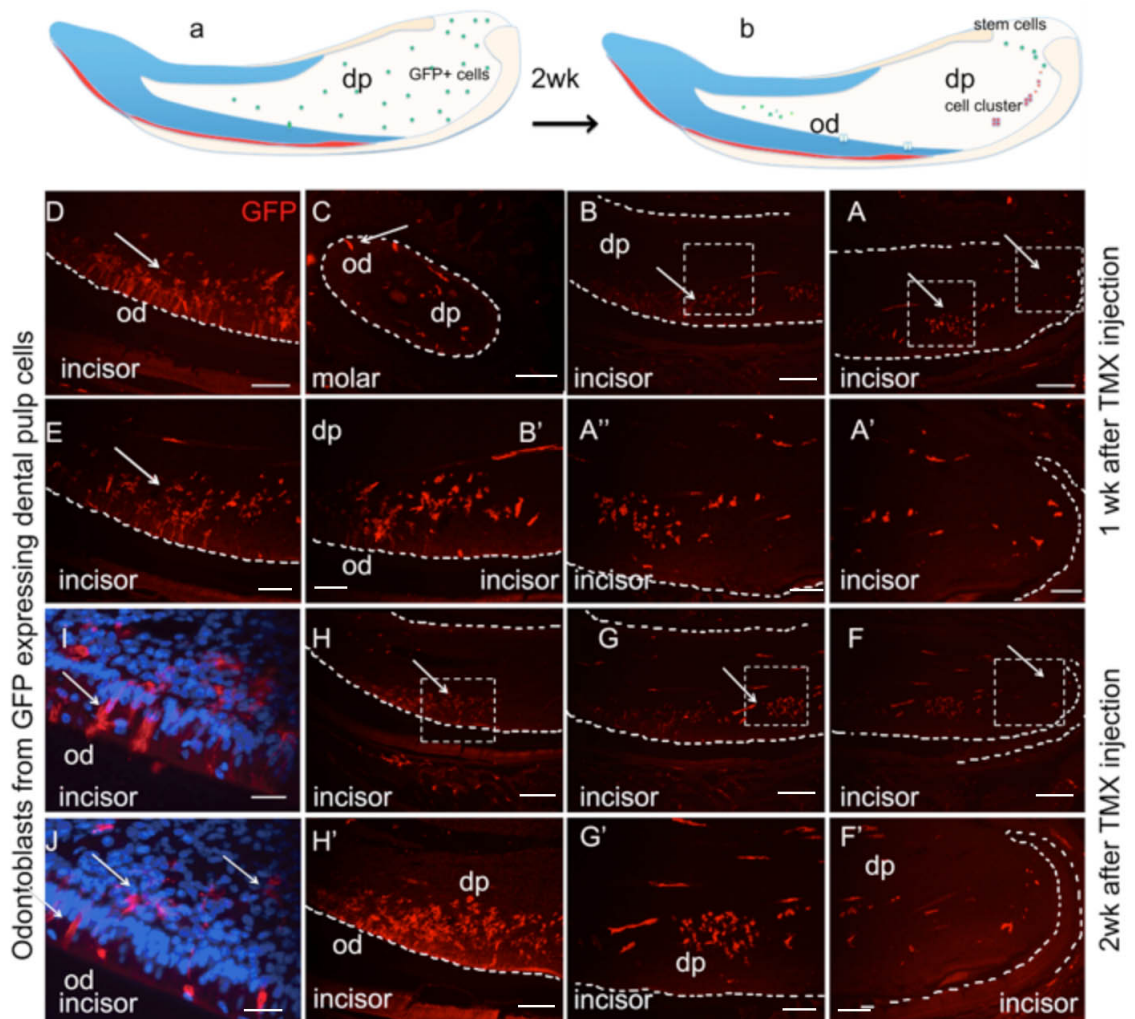 a
dp
GFP+ cells
2wk
b
stem cells
dp
cell cluster
od
Odontoblasts from GFP expressing dental pulp cells
D
GFP
od
incisor
C
od
dp
molar
B
dp
incisor
A
incisor
1 wk after TMX injection
E
incisor
dp
B'
od
incisor
A''
incisor
A'
incisor
I
od
incisor
H
incisor
G
incisor
F
incisor
2wk after TMX injection
J
od
incisor
H'
dp
od
G'
dp
F'
dp
incisor